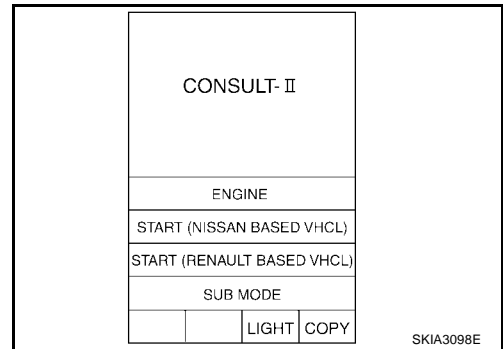 CONSULT-Ⅱ
ENGINE
START (NISSAN BASED VHCL)
START (RENAULT BASED VHCL)
SUB MODE
LIGHT COPY
SKIA3098E